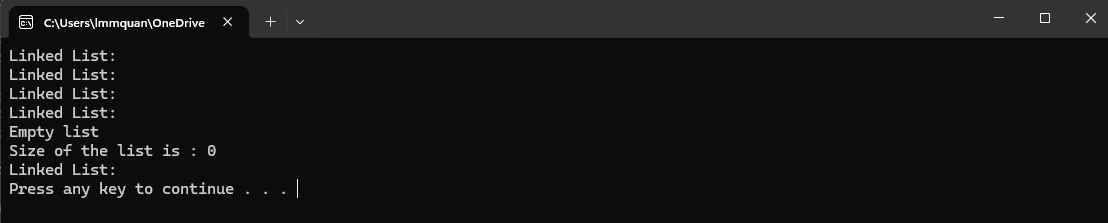 C:\Users\lmmquan\OneDrive
Linked List:
Linked List:
Linked List:
Linked List:
Empty list
Size of the list is : 0
Linked List:
Press any key to continue . . .